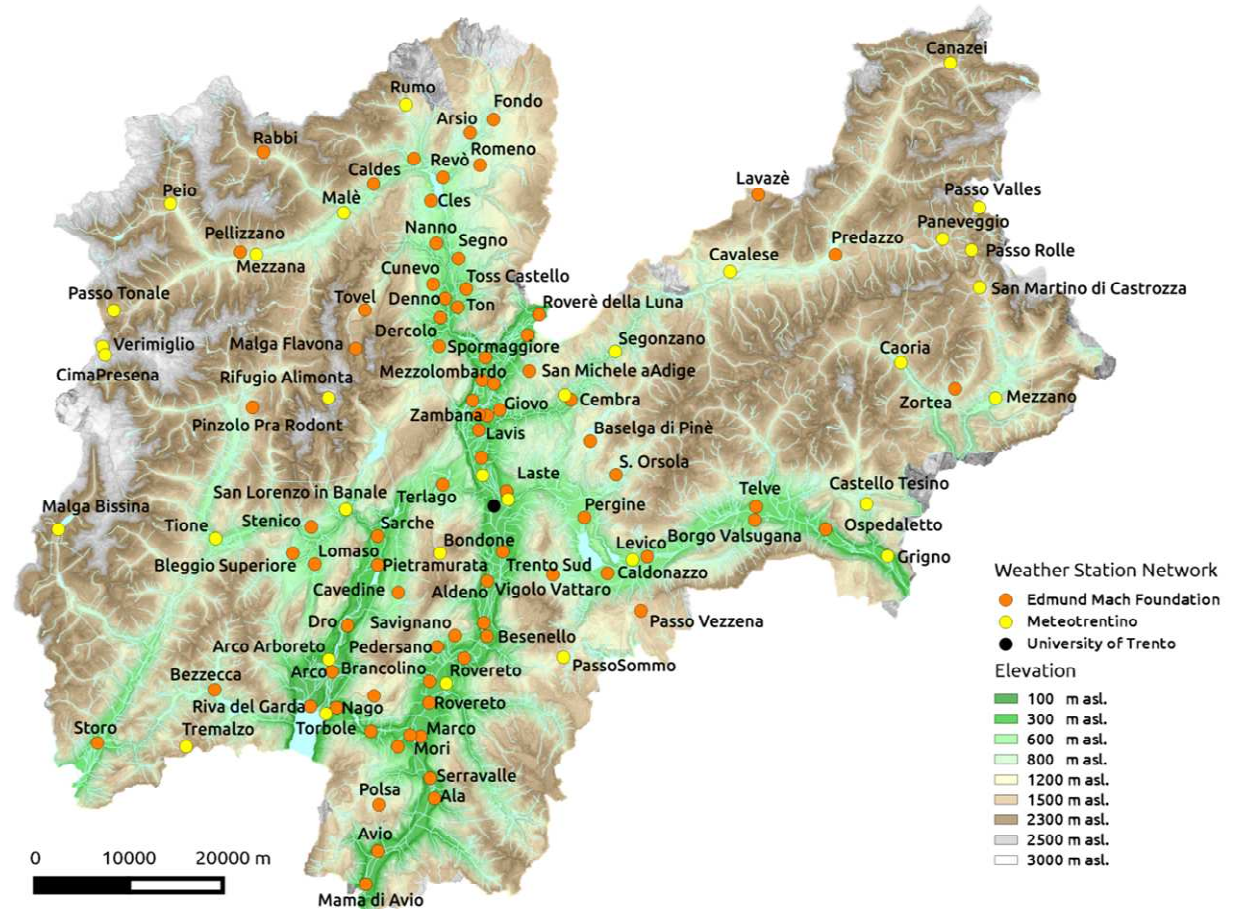 Canazei
Rumo
Fondo
Arsio
Rabbi
Romeno
Revò
Caldes
Lavazè
Peio
Malè
Cles
Passo Valles
Paneveggio
Nanno
Pellizzano
Segno
Predazzo
Passo Rolle
Mezzana
Cavalese
Cunevo
Toss Castello
Passo Tonale
Tovel
Denno
Ton
Roverè della Luna
San Martino di Castrozza
Dercolo
Verimiglio
Malga Flavona
Spormaggiore
Segonzano
Caoria
CimaPresena
Rifugio Alimonta
Mezzolombardo
San Michele aAdige
Zortea
Mezzano
Pinzolo Pra Rodont
Zambana
Giovo
Cembra
Lavis
Baselga di Pinè
Laste
S. Orsola
Malga Bissina
San Lorenzo in Banale
Terlago
Telve
Castello Tesino
Tione
Stenico
Sarche
Pergine
Borgo Valsugana
Ospedaletto
Bondone
Levico
Grigno
Bleggio Superiore
Lomaso
Pietramurata
Trento Sud
Caldonazzo
Cavedine
Aldeno
Vigolo Vattaro
Dro
Savignano
Besenello
Passo Vezzena
Arco Arboreto
Pedersano
PassoSommo
Arco
Brancolino
Rovereto
Bezzecca
Riva del Garda
Nago
Rovereto
Storo
Tremalzo
Torbole
Marco
Mori
Serravalle
Polsa
Ala
Avio
Mama di Avio
0 10000 20000 m
Weather Station Network
Edmund Mach Foundation
Meteotrentino
University of Trento
Elevation
100 m asl.
300 m asl.
600 m asl.
800 m asl.
1200 m asl.
1500 m asl.
2300 m asl.
2500 m asl.
3000 m asl.